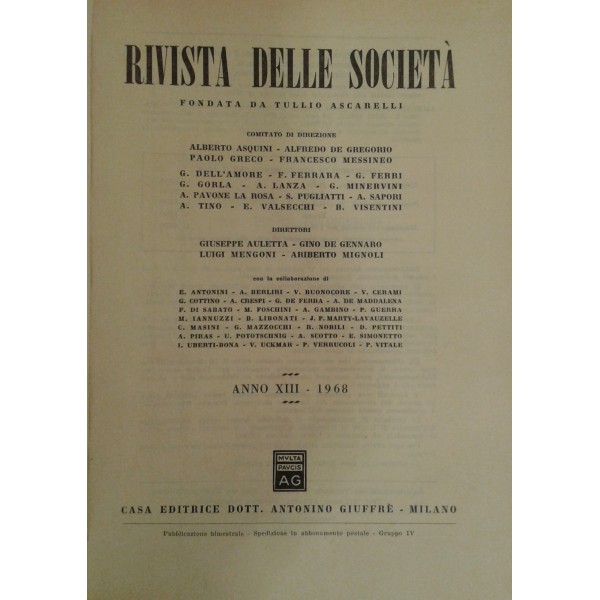 RIVISTA DELLE SOCIETÀ
FONDATA DA TULLIO ASCARELLI
COMITATO DI DIREZIONE
ALBERTO ASQUINI - ALFREDO DE GREGORIO
PAOLO GRECO - FRANCESCO MESSINEO
G. DELL'AMORE - F. FERRARA - G. FERRI
G. GORLA - A. LANZA - G. MINERVINI
A. PAVONE LA ROSA - S. PUGLIATTI - A. SAPORI
A. TINO - E. VALSECCHI - B. VISENTINI
DIRETTORI
GIUSEPPE AULETTA - GINO DE GENNARO
LUIGI MENGONI - ARIBERTO MIGNOLI
con la collaborazione di
E. ANTONINI - A. BERLIRI - V. BUONOCORE - V. CERAMI
G. COTTINO - A. CRESPI - G. DE FERRA - A. DE MADDALENA
F. DI SABATO - M. FOSCHINI - A. GAMBINO - P. GUERRA
M. IANNUZZI - B. LIBONATI - J. P. MARTY-LAVAUZELLE
C. MASINI - G. MAZZOCCHI - R. NOBILI - D. PETTITI
A. PIRAS - U. POTOTSCHNIG - A. SCOTTO - E. SIMONETTO
I. UBERTI-BONA - V. UCKMAR - P. VERRUCOLI - P. VITALE
ANNO XIII - 1968
MVLTA
PAVCIS
AG
CASA EDITRICE DOTT. ANTONINO GIUFFRÈ - MILANO
Pubblicazione bimestrale - Spedizione in abbonamento postale - Gruppo IV